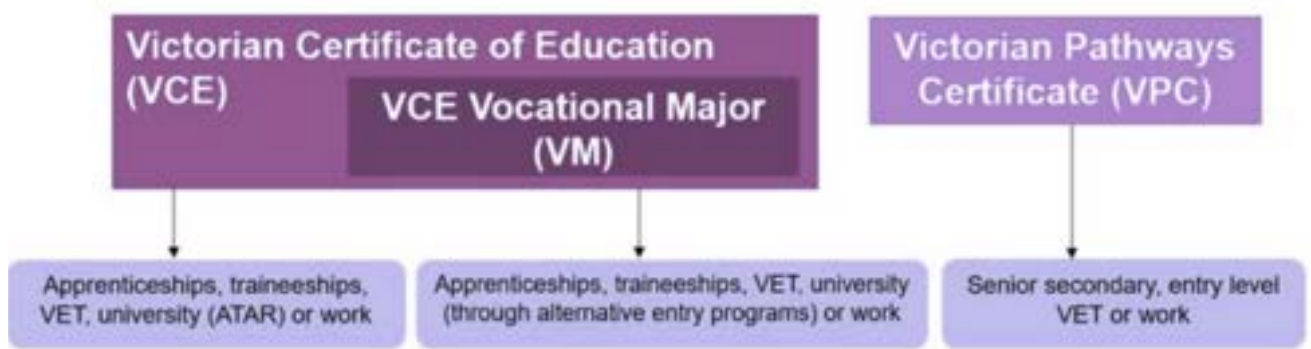 Victorian Certificate of Education
(VCE)
VCE Vocational Major
(VM)
Victorian Pathways
Certificate (VPC)
Apprenticeships, traineeships,
VET, university (ATAR) or work
Apprenticeships, traineeships, VET, university
(through alternative entry programs) or work
Senior secondary, entry level
VET or work